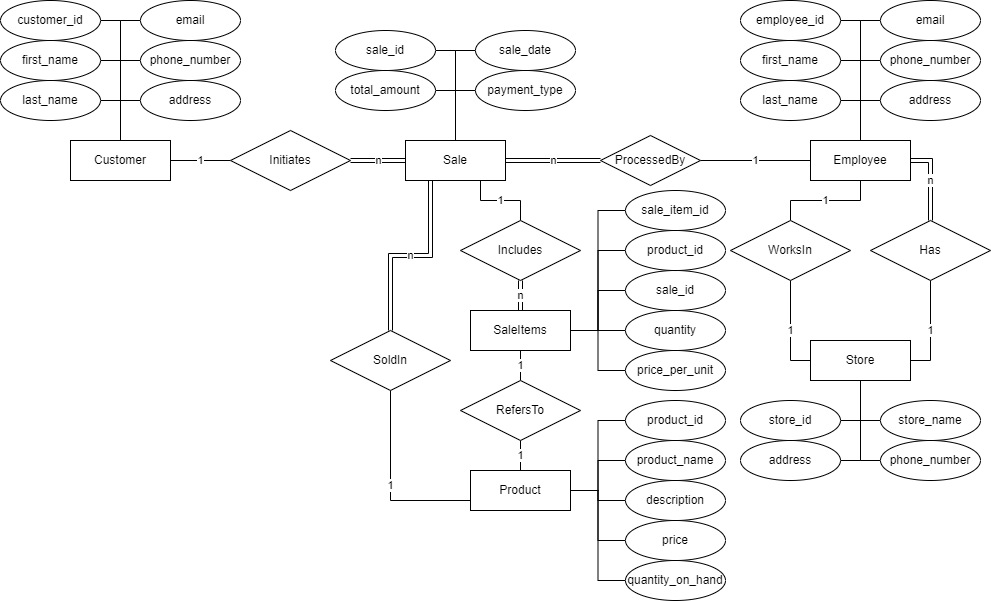 customer_id
email
first_name
phone_number
last_name
address
sale_id
sale_date
total_amount
payment_type
employee_id
email
first_name
phone_number
last_name
address
Customer
1
Initiates
n
Sale
n
ProcessedBy
1
Employee
n
1
1
n
sale_item_id
product_id
sale_id
quantity
price_per_unit
Includes
n
SaleItems
WorksIn
Has
1
1
Store
SoldIn
1
RefersTo
1
1
Product
product_id
product_name
description
price
quantity_on_hand
store_id
store_name
address
phone_number